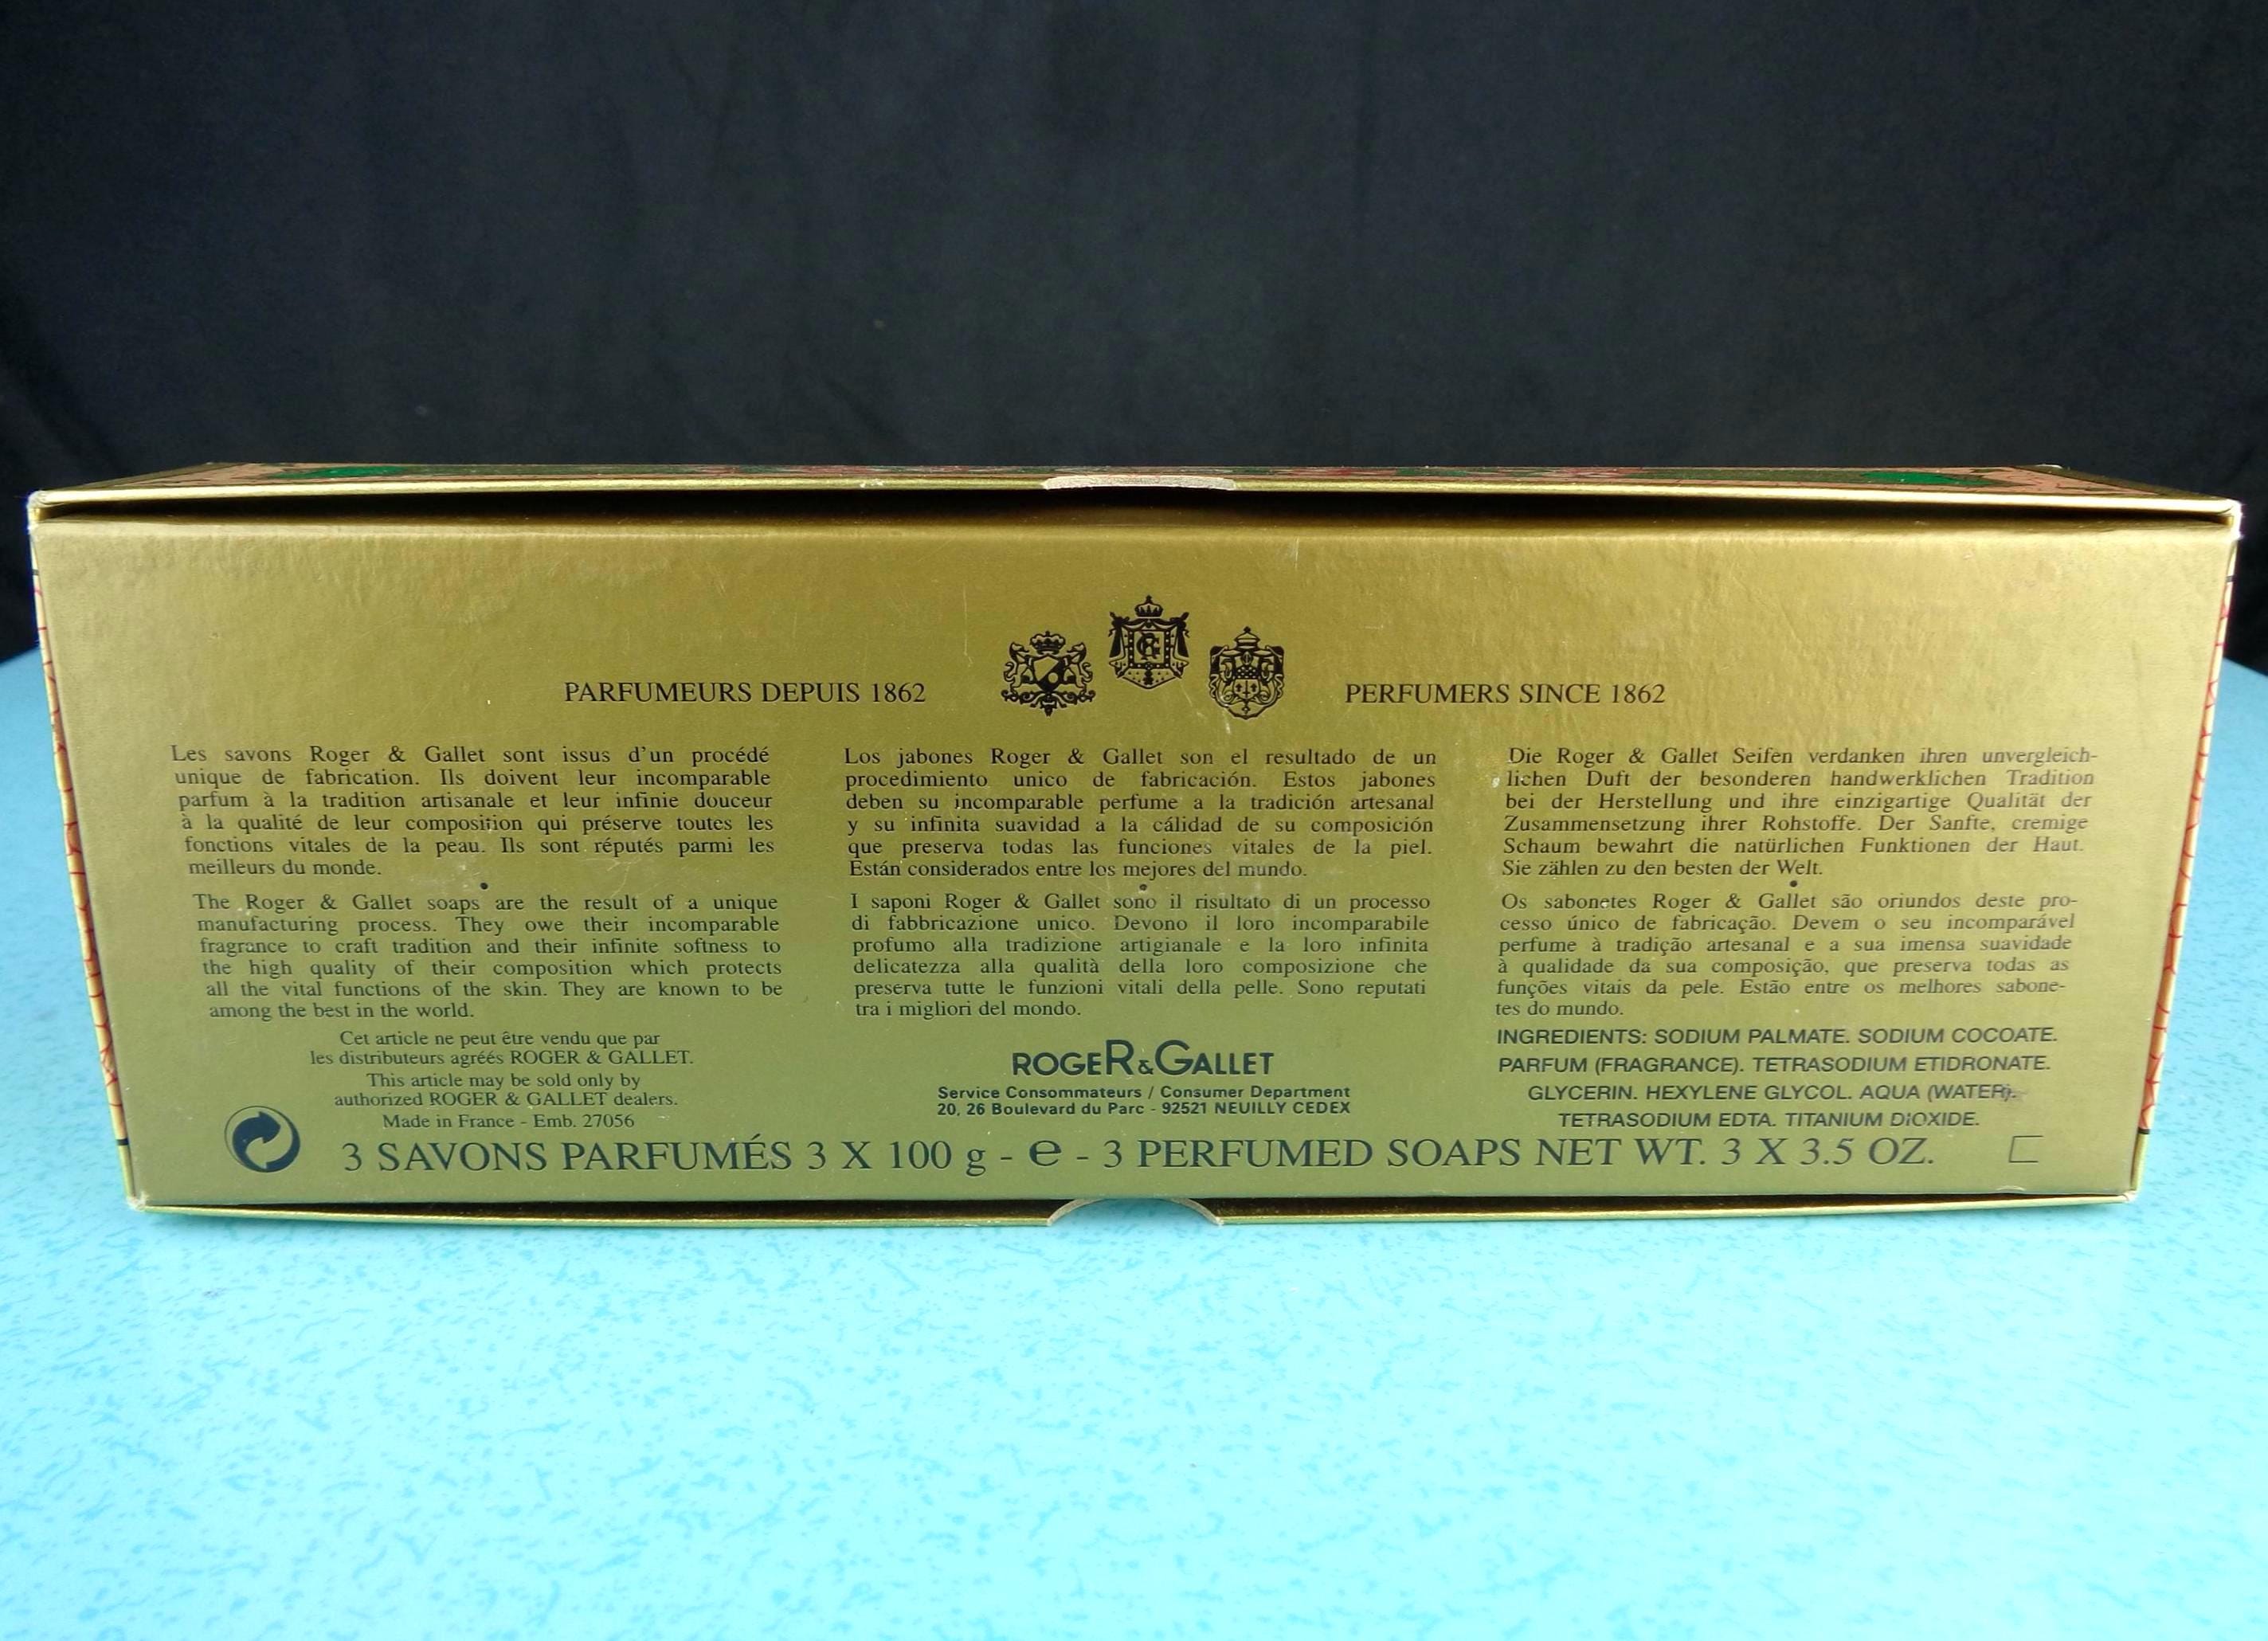 PARFUMEURS DEPUIS 1862
PERFUMERS SINCE 1862
Les savons Roger & Gallet sont issus d'un procédé
unique de fabrication. Ils doivent leur incomparable
parfum à la tradition artisanale et leur infinie douceur
à la qualité de leur composition qui préserve toutes les
fonctions vitales de la peau. Ils sont réputés parmi les
meilleurs du monde.
The Roger & Gallet soaps are the result of a unique
manufacturing process. They owe their incomparable
fragrance to craft tradition and their infinite softness to
the high quality of their composition which protects
all the vital functions of the skin. They are known to be
among the best in the world.
Cet article ne peut être vendu que par
les distributeurs agréés ROGER & GALLET.
This article may be sold only by
authorized ROGER & GALLET dealers.
Made in France - Emb. 27056
Los jabones Roger & Gallet son el resultado de un
procedimiento unico de fabricación. Estos jabones
deben su incomparable perfume a la tradición artesanal
y su infinita suavidad a la cálidad de su composición
que preserva todas las funciones vitales de la piel.
Están considerados entre los mejores del mundo.
I saponi Roger & Gallet sono il risultato di un processo
di fabbricazione unico. Devono il loro incomparabile
profumo alla tradizione artigianale e la loro infinita
delicatezza alla qualità della loro composizione che
preserva tutte le funzioni vitali della pelle. Sono reputati
tra i migliori del mondo.
ROGER&GALLET
Service Consommateurs / Consumer Department
20, 26 Boulevard du Parc - 92521 NEUILLY CEDEX
Die Roger & Gallet Seifen verdanken ihren unvergleich-
lichen Duft der besonderen handwerklichen Tradition
bei der Herstellung und ihre einzigartige Qualität der
Zusammensetzung ihrer Rohstoffe. Der Sanfte, cremige
Schaum bewahrt die natürlichen Funktionen der Haut.
Sie zählen zu den besten der Welt.
Os sabonetes Roger & Gallet são oriundos deste pro-
cesso único de fabricação. Devem o seu incomparável
perfume à tradição artesanal e a sua imensa suavidade
à qualidade da sua composição, que preserva todas as
funções vitais da pele. Estão entre os melhores sabone-
tes do mundo.
INGREDIENTS: SODIUM PALMATE. SODIUM COCOATE.
PARFUM (FRAGRANCE). TETRASODIUM ETIDRONATE.
GLYCERIN. HEXYLENE GLYCOL. AQUA (WATER).
TETRASODIUM EDTA. TITANIUM DIOXIDE.
3 SAVONS PARFUMÉS 3 X 100 g - e - 3 PERFUMED SOAPS NET WT. 3 X 3.5 OZ.